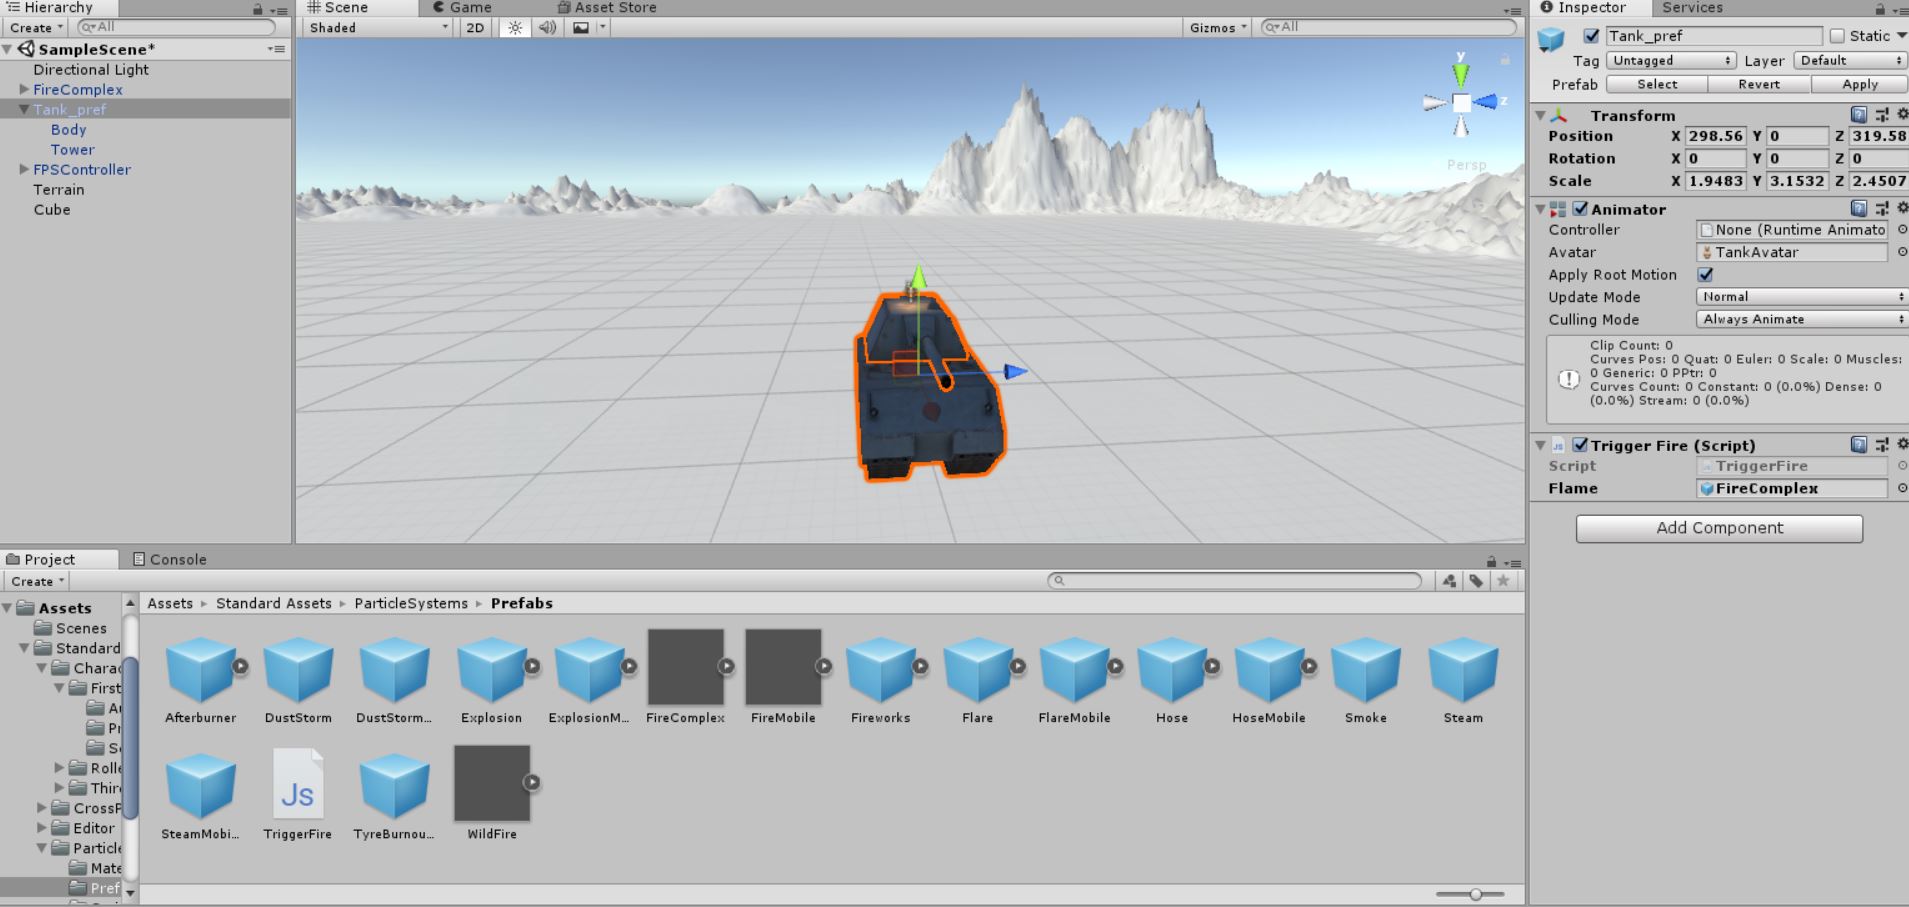 Hierarchy
Create All
SampleScene*
Directional Light
FireComplex
Tank_pref
Body
Tower
FPSController
Terrain
Cube
Scene Game Asset Store
Shaded 2D Gizmos All
y
z
Persp
Inspector Services
Tank_pref Static
Tag Untagged Layer Default
Prefab Select Revert Apply
Transform
Position X 298.56 Y 0 Z 319.58
Rotation X 0 Y 0 Z 0
Scale X 1.9483 Y 3.1532 Z 2.4507
Animator
Controller None (Runtime Animato
Avatar TankAvatar
Apply Root Motion
Update Mode Normal
Culling Mode Always Animate
Clip Count: 0
Curves Pos: 0 Quat: 0 Euler: 0 Scale: 0 Muscles:
0 Generic: 0 PPtr: 0
Curves Count: 0 Constant: 0 (0.0%) Dense: 0
(0.0%) Stream: 0 (0.0%)
Js Trigger Fire (Script)
Script TriggerFire
Flame FireComplex
Add Component
Project Console
Create
Assets
Scenes
Standard
Charac
First
A
Pr
Sc
Rolle
Third
CrossP
Editor
Particle
Mate
Pref
Assets Standard Assets ParticleSystems Prefabs
Afterburner DustStorm DustStorm... Explosion ExplosionM... FireComplex FireMobile Fireworks Flare FlareMobile Hose HoseMobile Smoke Steam
Js
SteamMobi... TriggerFire TyreBurnou... WildFire